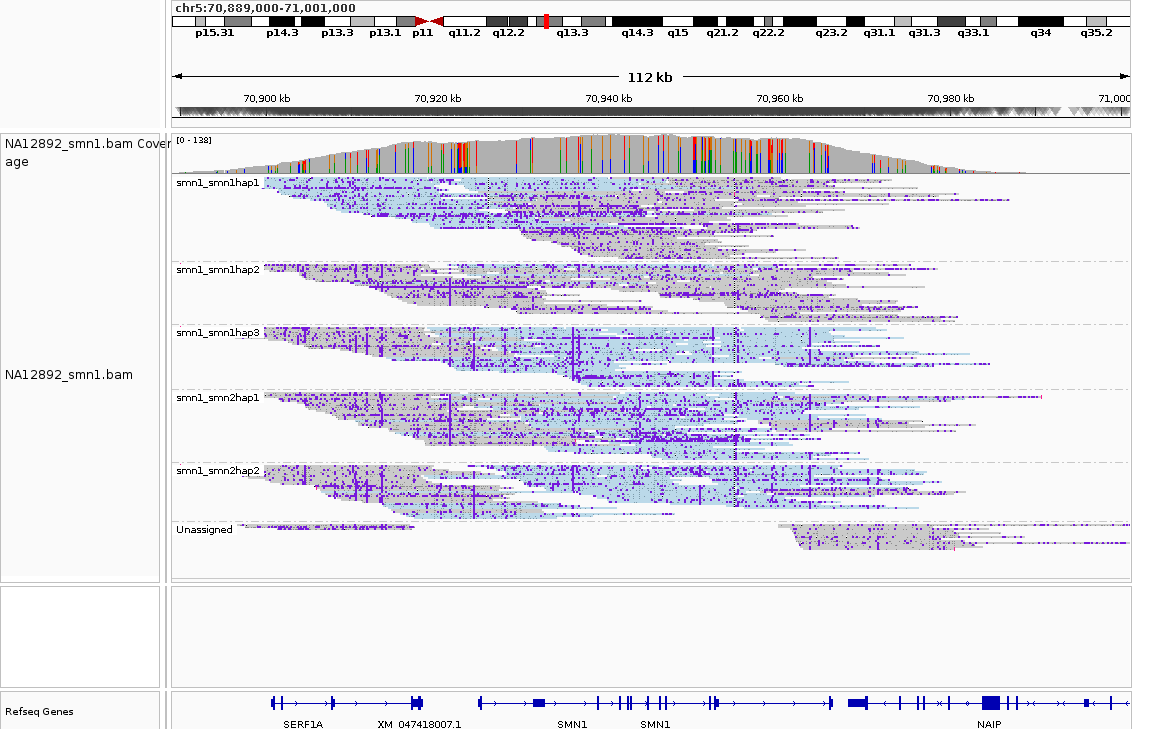 chr5:70,889,000-71,001,000
p15.31 p14.3 p13.3 p13.1 p11 q11.2 q12.2 q13.3 q14.3 q15 q21.2 q22.2 q23.2 q31.1 q31.3 q33.1 q34 q35.2
112 kb
70,900 kb 70,920 kb 70,940 kb 70,960 kb 70,980 kb 71,000
NA12892_smn1.bam Cover
age
[0 - 138]
smn1_smn1hap1
smn1_smn1hap2
smn1_smn1hap3
NA12892_smn1.bam
smn1_smn2hap1
smn1_smn2hap2
Unassigned
Refseq Genes
SERF1A XM_047418007.1 SMN1 SMN1 NAIP